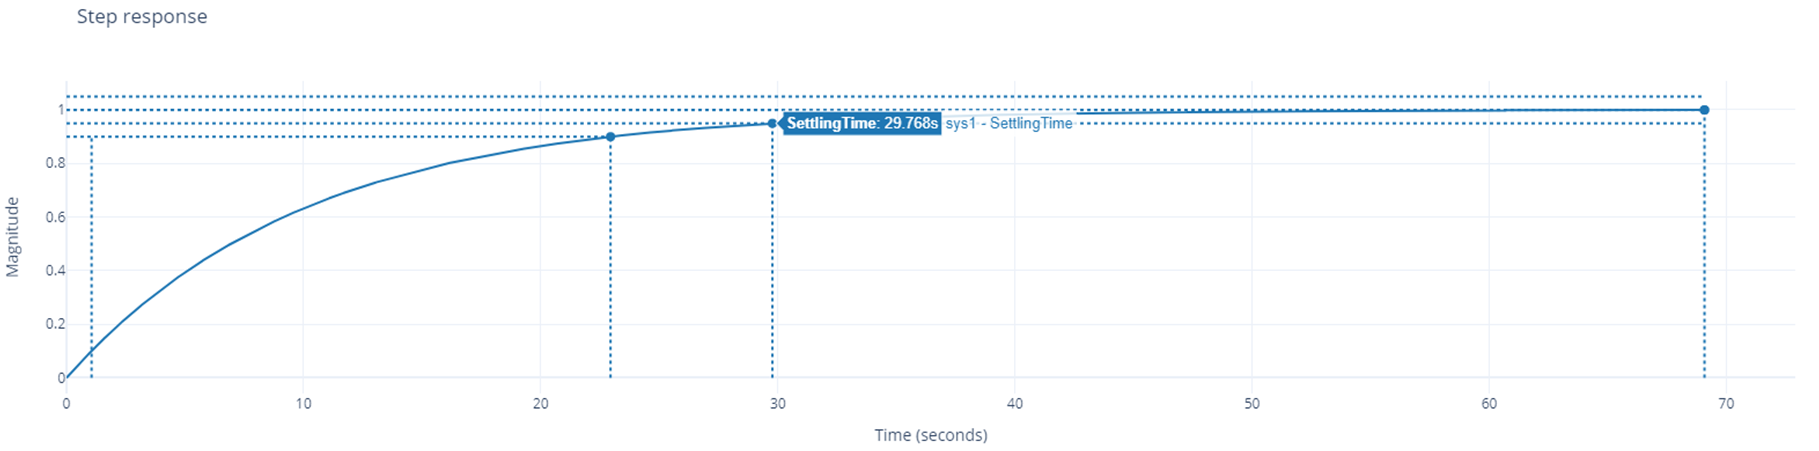 Step response
Magnitude
1
0.8
0.6
0.4
0.2
0
SettlingTime: 29.768s sys1 - SettlingTime
0 10 20 30 40 50 60 70
Time (seconds)